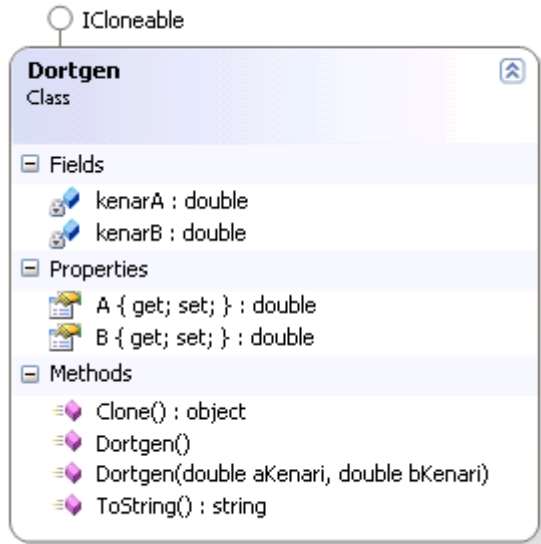 ICloneable
Dortgen
Class
Fields
kenarA : double
kenarB : double
Properties
A { get; set; } : double
B { get; set; } : double
Methods
Clone() : object
Dortgen()
Dortgen(double aKenari, double bKenari)
ToString() : string